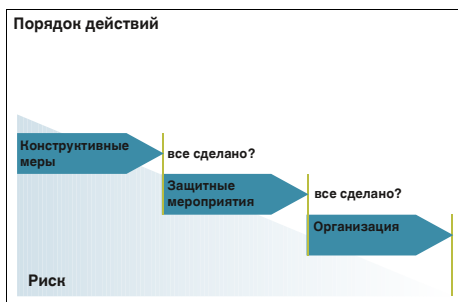 Порядок действий
Конструктивные
меры
все сделано?
Защитные
мероприятия
все сделано?
Организация
Риск